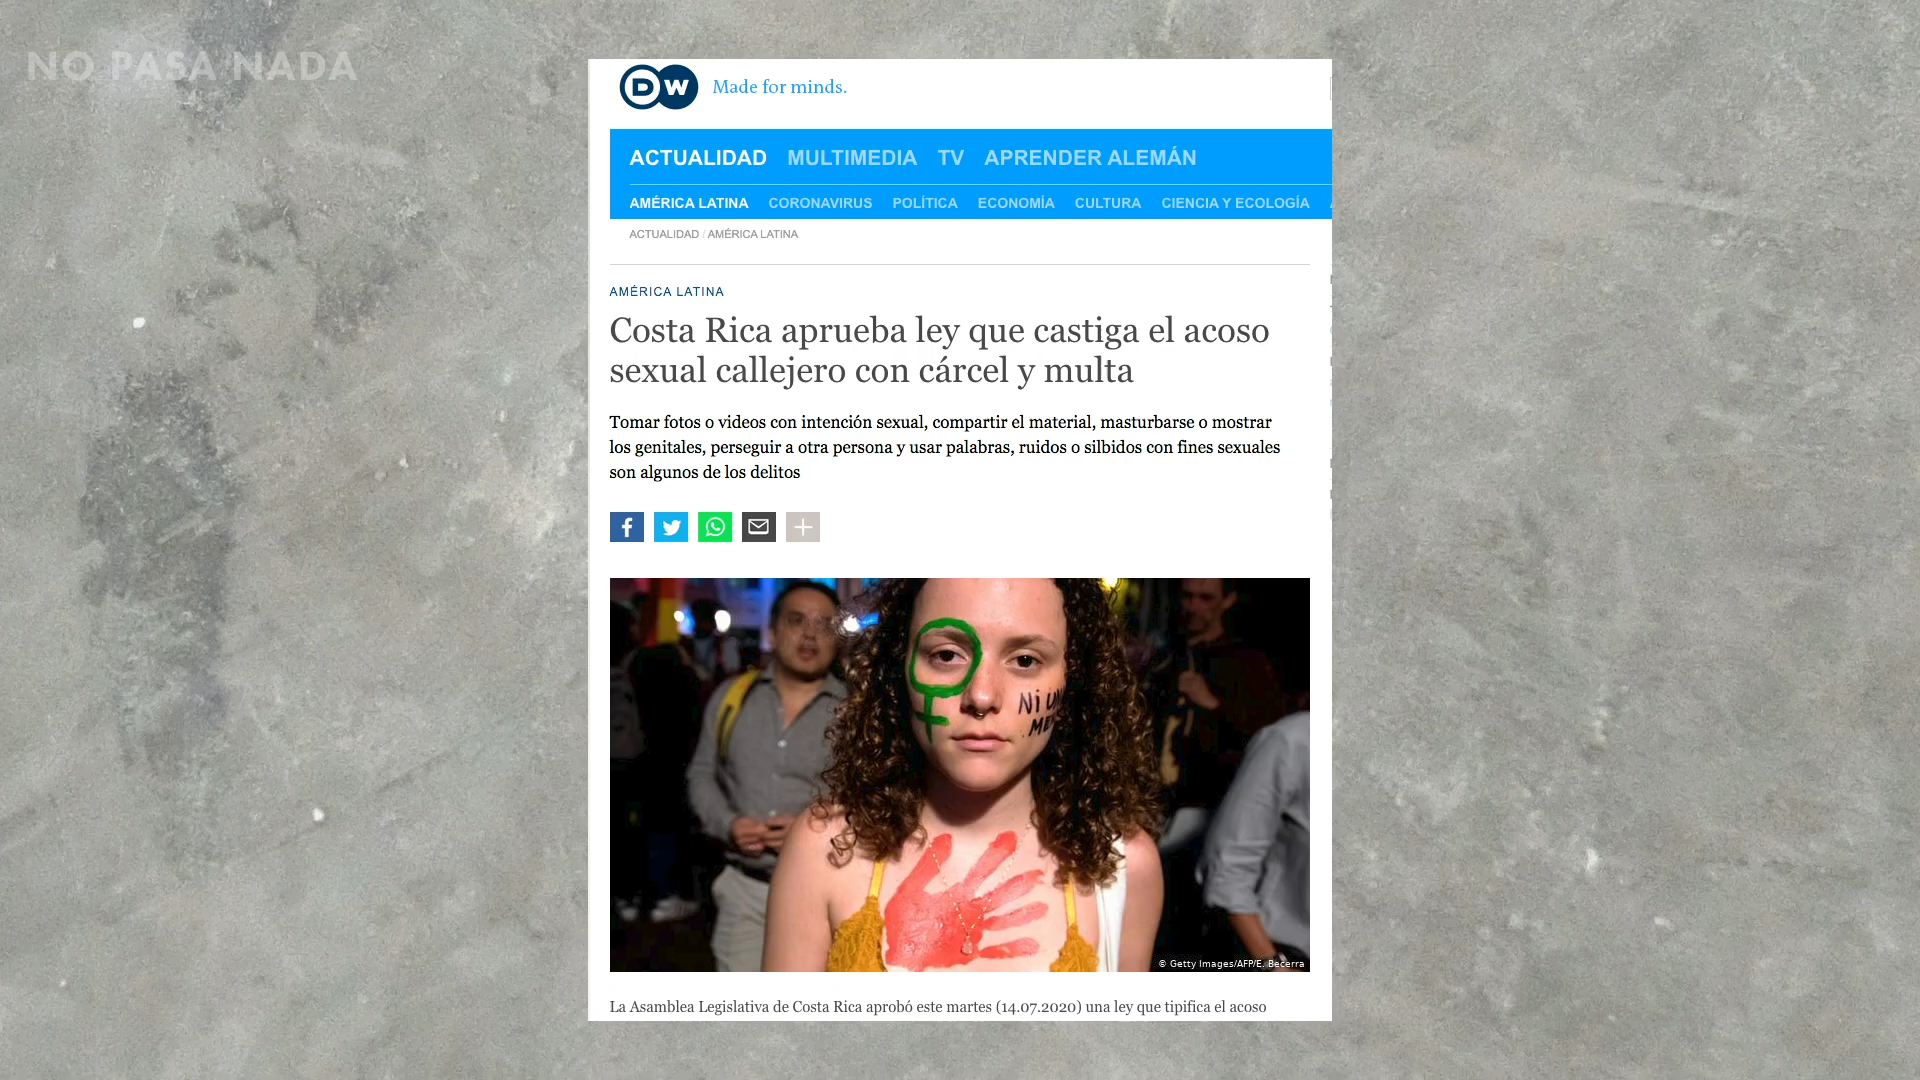 NO PASA NADA
DW Made for minds.
ACTUALIDAD MULTIMEDIA TV APRENDER ALEMÁN
AMÉRICA LATINA CORONAVIRUS POLÍTICA ECONOMÍA CULTURA CIENCIA Y ECOLOGÍA
ACTUALIDAD / AMÉRICA LATINA
AMÉRICA LATINA
Costa Rica aprueba ley que castiga el acoso
sexual callejero con cárcel y multa
Tomar fotos o videos con intención sexual, compartir el material, masturbarse o mostrar
los genitales, perseguir a otra persona y usar palabras, ruidos o silbidos con fines sexuales
son algunos de los delitos
NI
© Getty Images/AFP/E. Becerra
La Asamblea Legislativa de Costa Rica aprobó este martes (14.07.2020) una ley que tipifica el acoso